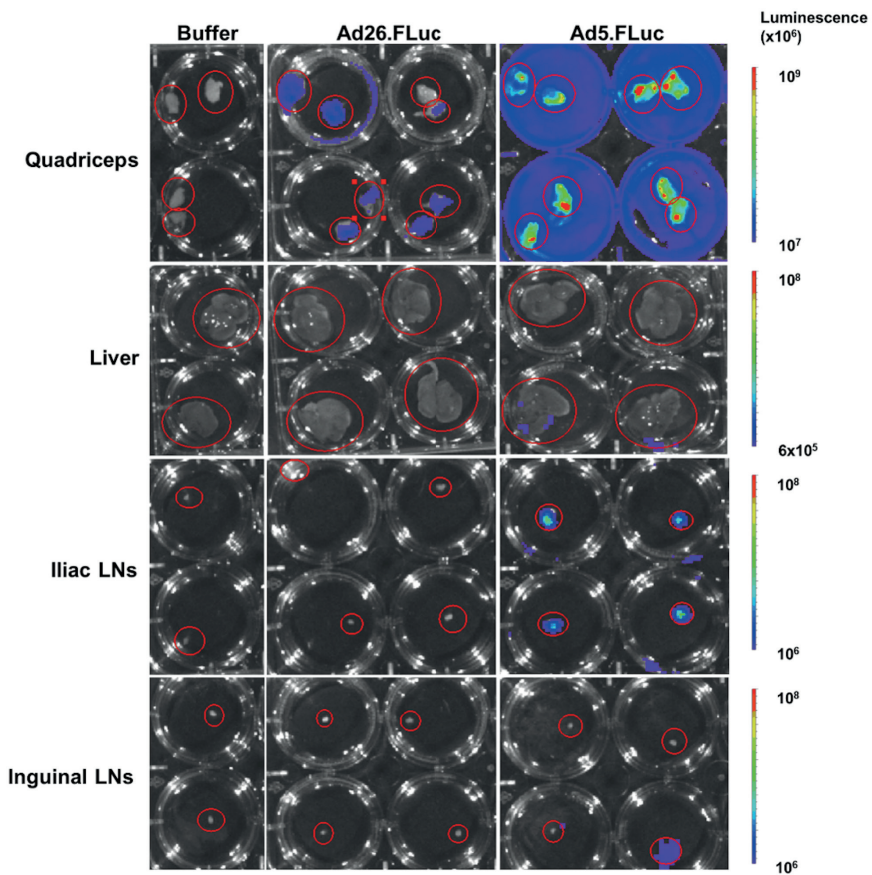 Buffer Ad26.FLuc Ad5.FLuc
Luminescence
(x10⁶)
Quadriceps
10⁹
10⁷
Liver
10⁸
6x10⁵
Iliac LNs
10⁸
10⁶
Inguinal LNs
10⁸
10⁶